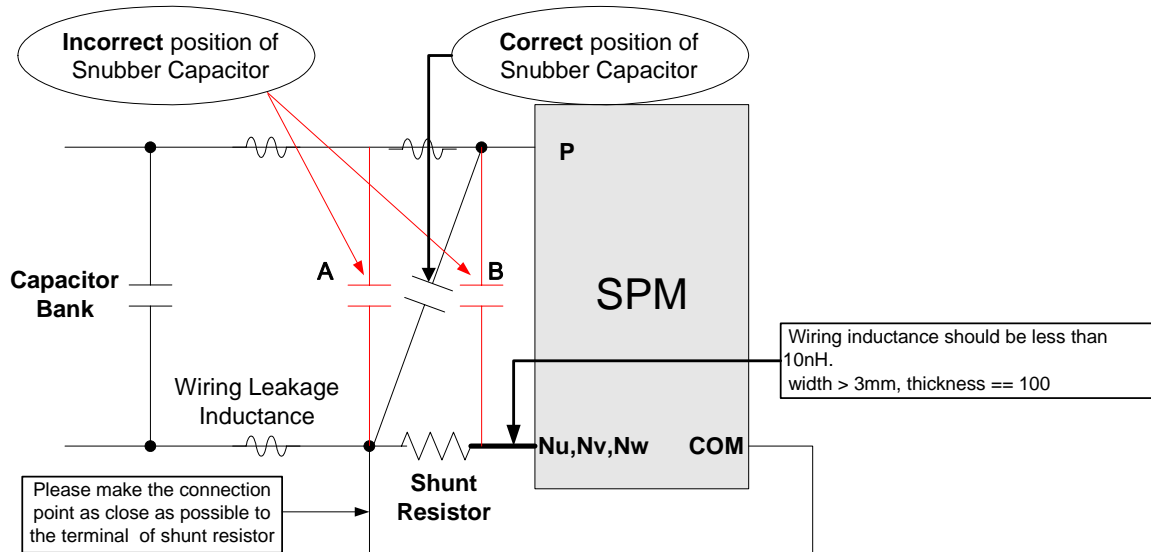 Incorrect position of
Snubber Capacitor
Correct position of
Snubber Capacitor
P
A
B
Capacitor
Bank
SPM
Wiring inductance should be less than
10nH.
width > 3mm, thickness == 100
Wiring Leakage
Inductance
Nu,Nv,Nw
COM
Shunt
Resistor
Please make the connection
point as close as possible to
the terminal of shunt resistor